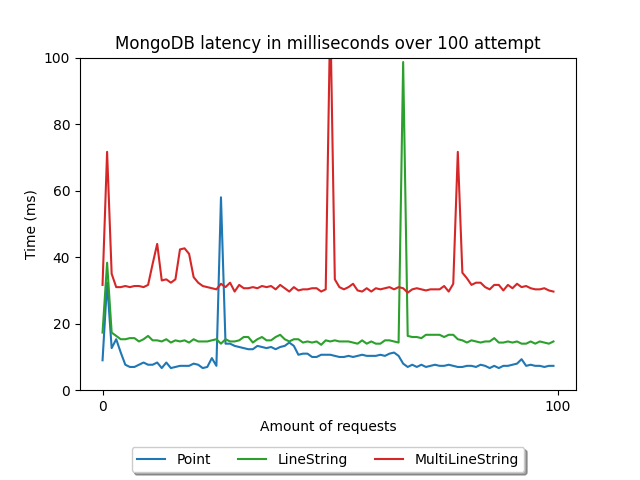 MongoDB latency in milliseconds over 100 attempt
100
80
60
40
20
0
Time (ms)
0 100
Amount of requests
Point LineString MultiLineString